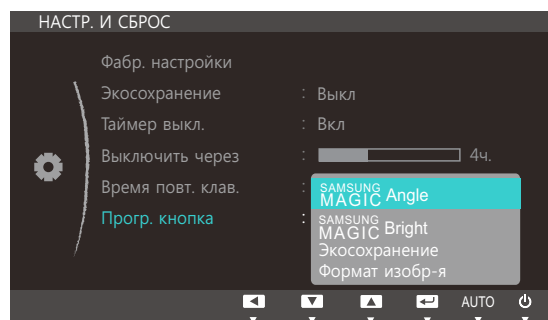 НАСТР. И СБРОС
Фабр. настройки
Экосохранение : Выкл
Таймер выкл. : Вкл
Выключить через : 4ч.
Время повт. клав. :
Прогр. кнопка :
SAMSUNG MAGIC Angle
SAMSUNG MAGIC Bright
Экосохранение
Формат изобр-я
AUTO